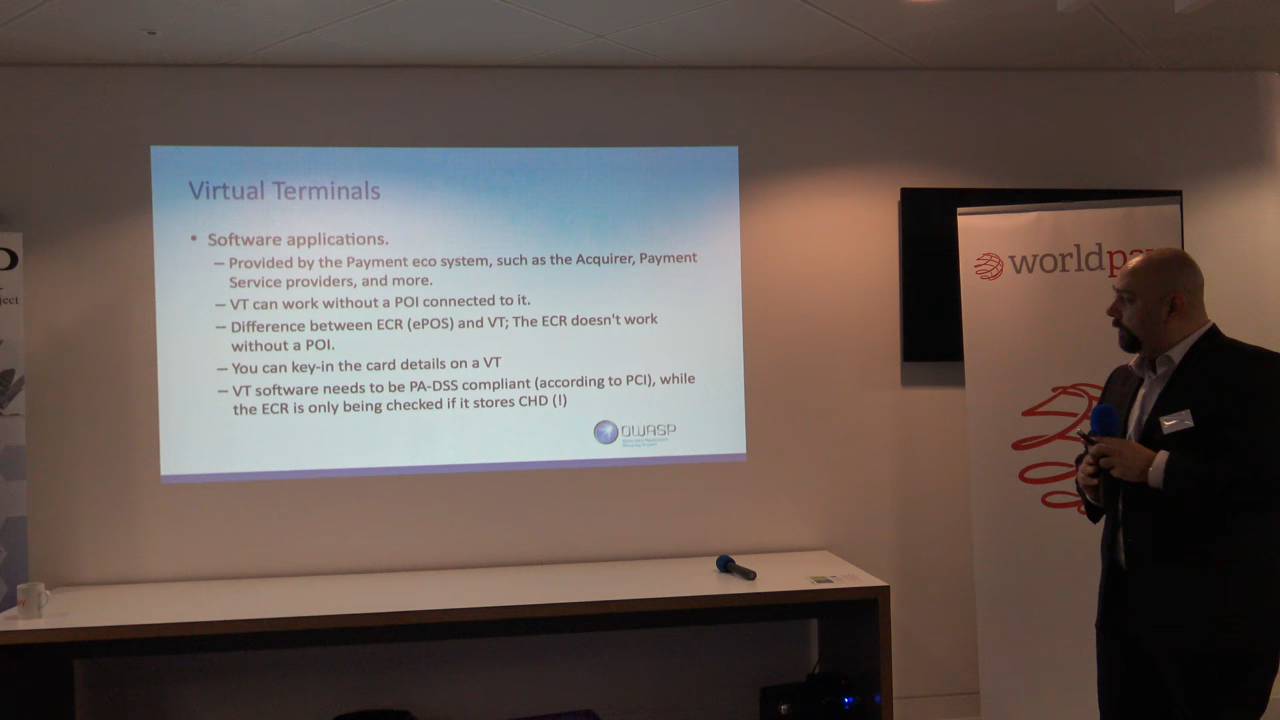 Virtual Terminals
• Software applications.
– Provided by the Payment eco system, such as the Acquirer, Payment
Service providers, and more.
– VT can work without a POI connected to it.
– Difference between ECR (ePOS) and VT; The ECR doesn't work
without a POI.
– You can key-in the card details on a VT
– VT software needs to be PA-DSS compliant (according to PCI), while
the ECR is only being checked if it stores CHD (!)
OWASP
worldpa
ject